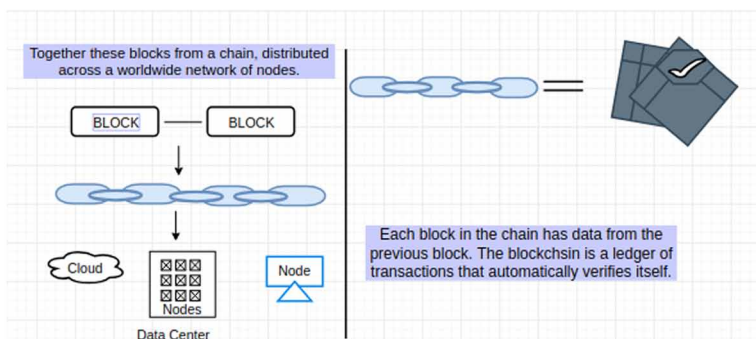 Together these blocks from a chain, distributed
across a worldwide network of nodes.
BLOCK
BLOCK
Cloud
Nodes
Node
Data Center
Each block in the chain has data from the
previous block. The blockchsin is a ledger of
transactions that automatically verifies itself.